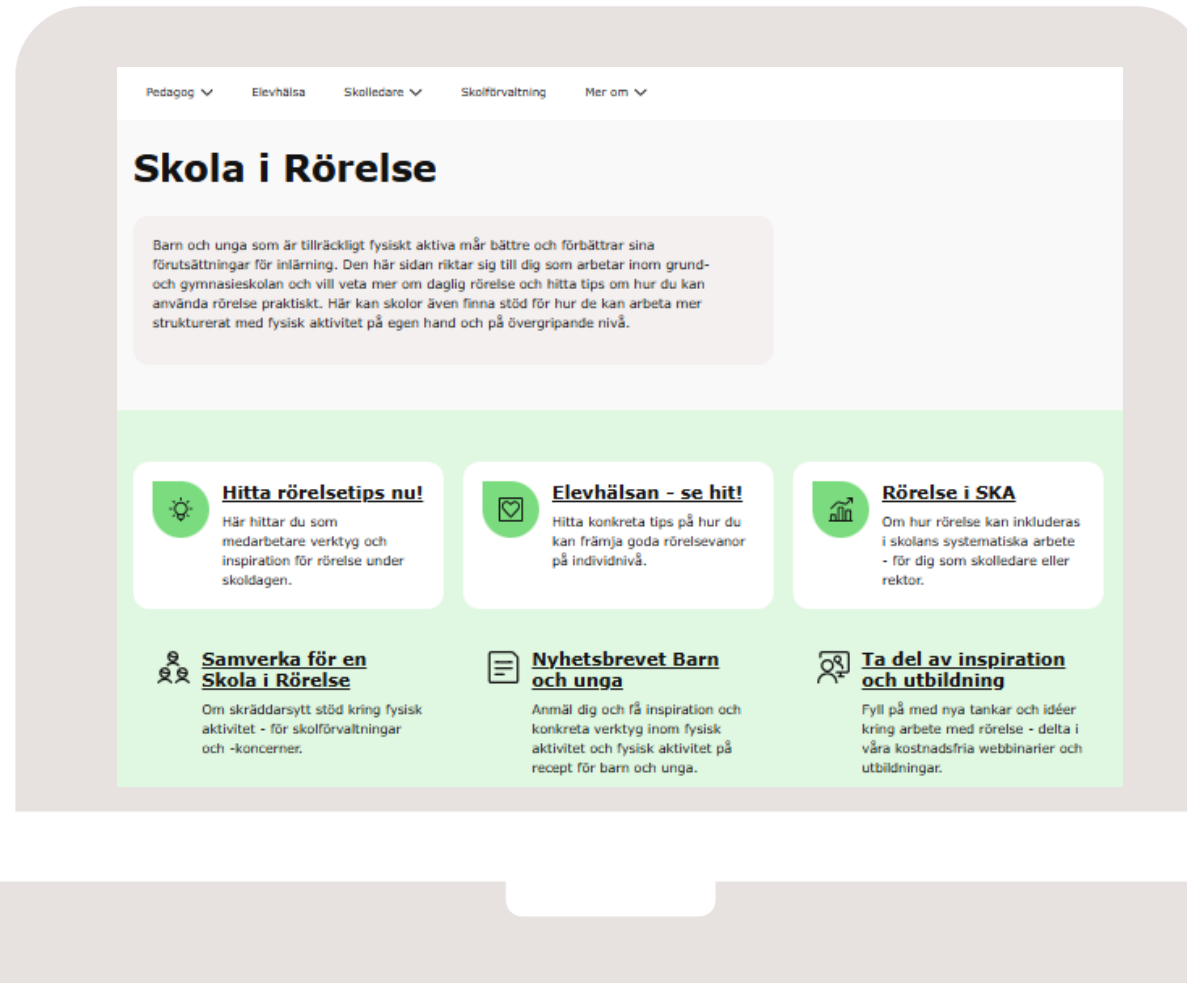 Pedagog Elevhälsa Skolledare Skolförvaltning Mer om
Skola i Rörelse
Barn och unga som är tillräckligt fysiskt aktiva mår bättre och förbättrar sina
förutsättningar för inlärning. Den här sidan riktar sig till dig som arbetar inom grund-
och gymnasieskolan och vill veta mer om daglig rörelse och hitta tips om hur du kan
använda rörelse praktiskt. Här kan skolor även finna stöd för hur de kan arbeta mer
strukturerat med fysisk aktivitet på egen hand och på övergripande nivå.
Hitta rörelsetips nu!
Här hittar du som
medarbetare verktyg och
inspiration för rörelse under
skoldagen.
Elevhälsan - se hit!
Hitta konkreta tips på hur du
kan främja goda rörelsevanor
på individnivå.
Rörelse i SKA
Om hur rörelse kan inkluderas
i skolans systematiska arbete
- för dig som skolledare eller
rektor.
Samverka för en
Skola i Rörelse
Om skräddarsytt stöd kring fysisk
aktivitet - för skolförvaltningar
och -koncerner.
Nyhetsbrevet Barn
och unga
Anmäl dig och få inspiration och
konkreta verktyg inom fysisk
aktivitet och fysisk aktivitet på
recept för barn och unga.
Ta del av inspiration
och utbildning
Fyll på med nya tankar och idéer
kring arbete med rörelse - delta i
våra kostnadsfria webbinarier och
utbildningar.